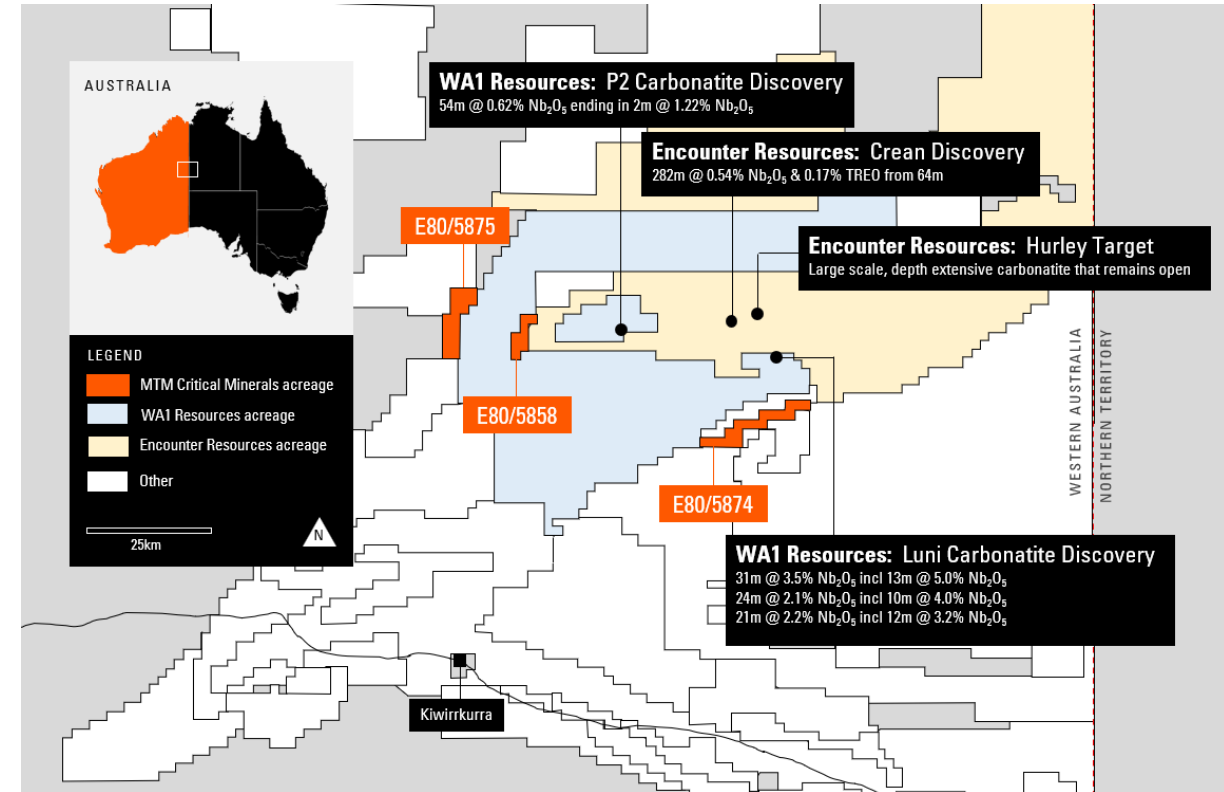 AUSTRALIA
WA1 Resources: P2 Carbonatite Discovery
54m @ 0.62% Nb₂O₅ ending in 2m @ 1.22% Nb₂O₅
Encounter Resources: Crean Discovery
282m @ 0.54% Nb₂O₅ & 0.17% TREO from 64m
E80/5875
Encounter Resources: Hurley Target
Large scale, depth extensive carbonatite that remains open
LEGEND
MTM Critical Minerals acreage
WA1 Resources acreage
Encounter Resources acreage
Other
25km
N
E80/5858
E80/5874
WESTERN AUSTRALIA
NORTHERN TERRITORY
WA1 Resources: Luni Carbonatite Discovery
31m @ 3.5% Nb₂O₅ incl 13m @ 5.0% Nb₂O₅
24m @ 2.1% Nb₂O₅ incl 10m @ 4.0% Nb₂O₅
21m @ 2.2% Nb₂O₅ incl 12m @ 3.2% Nb₂O₅
Kiwirrkurra